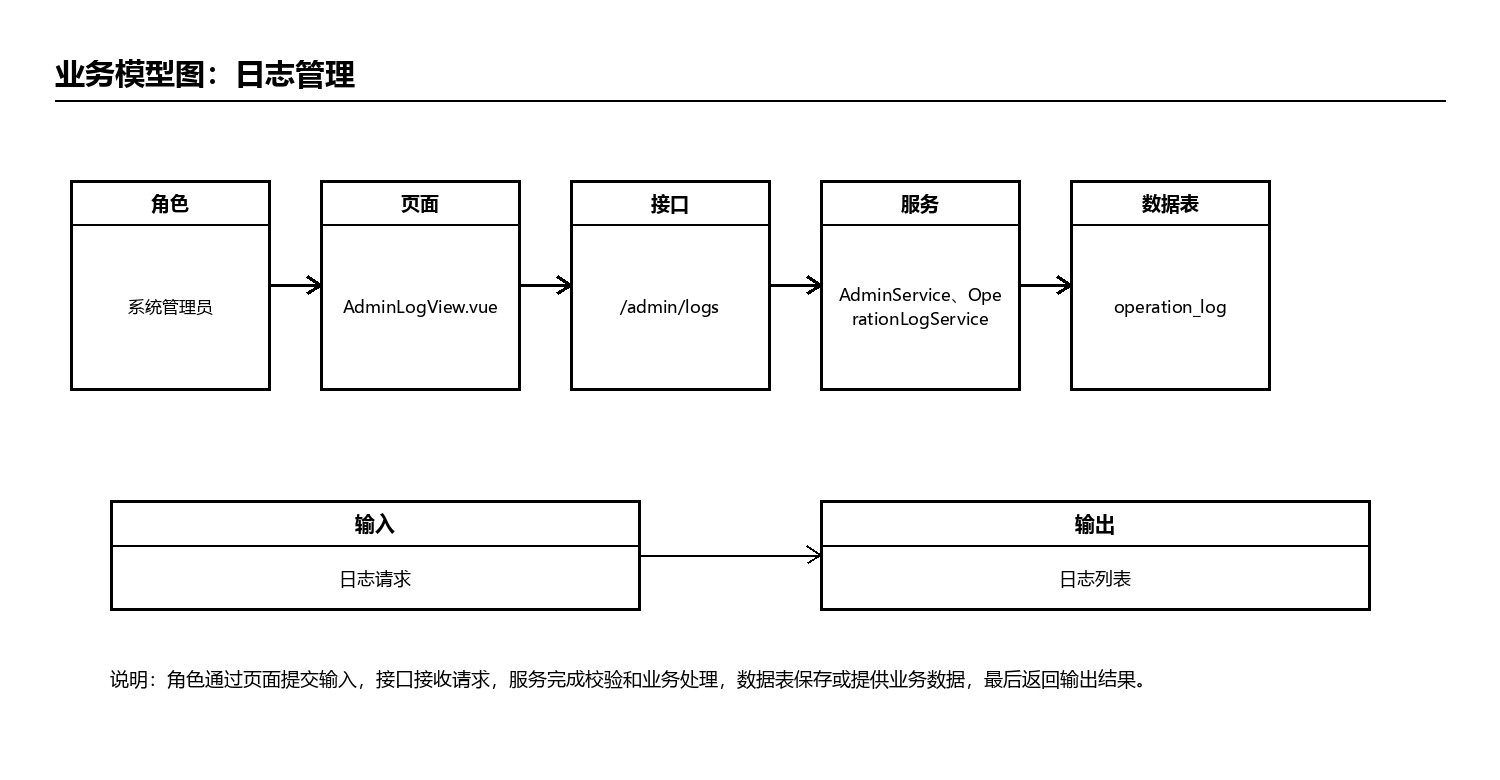 业务模型图：日志管理
角色
页面
接口
服务
数据表
系统管理员
AdminLogView.vue
/admin/logs
AdminService、Ope
rationLogService
operation_log
输入
输出
日志请求
日志列表
说明：角色通过页面提交输入，接口接收请求，服务完成校验和业务处理，数据表保存或提供业务数据，最后返回输出结果。